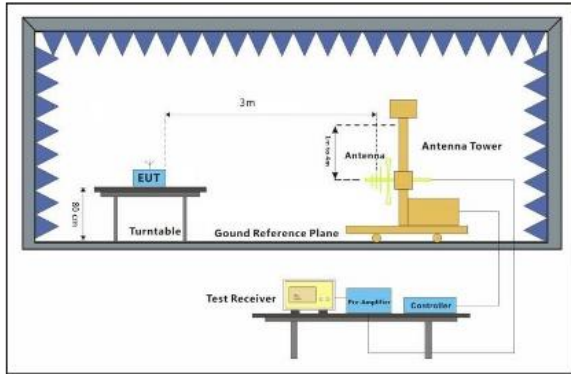 3m
1m to 4m
Antenna
Antenna Tower
EUT
80 cm
Turntable
Gound Reference Plane
Test Receiver
Pre-Amplifier
Controller